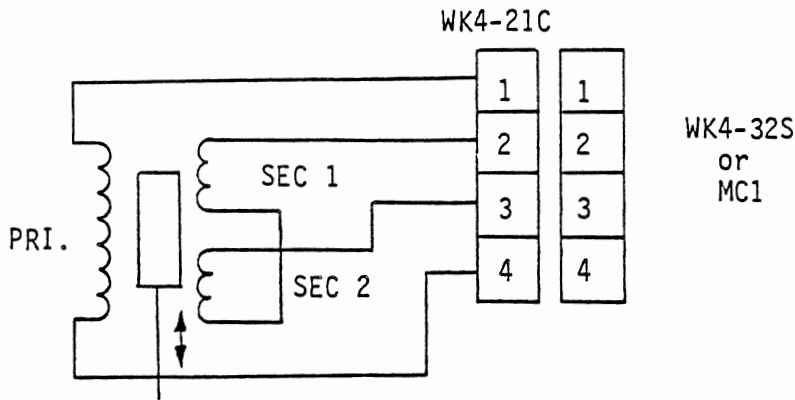 WK4-21C
1 1
2 2
3 3
4 4
WK4-32S
or
MC1
PRI.
SEC 1
SEC 2